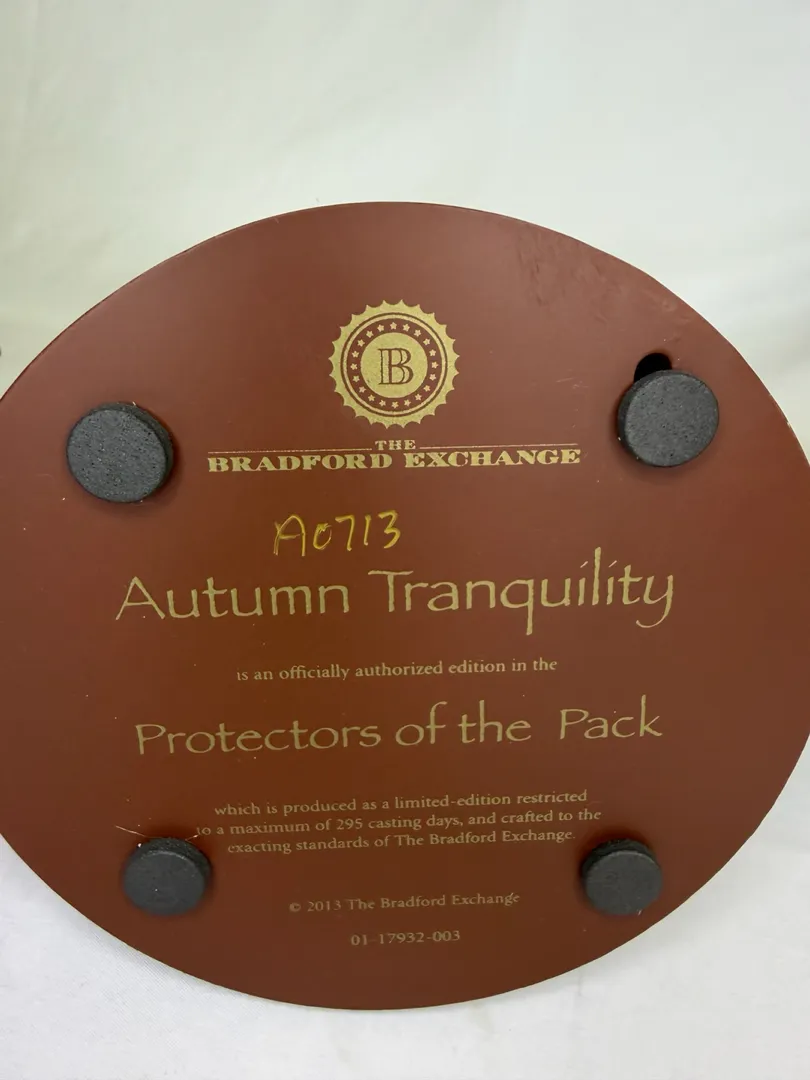 B
THE
BRADFORD EXCHANGE
A0713
Autumn Tranquility
is an officially authorized edition in the
Protectors of the Pack
which is produced as a limited-edition restricted
to a maximum of 295 casting days, and crafted to the
exacting standards of The Bradford Exchange.
© 2013 The Bradford Exchange
01-17932-003